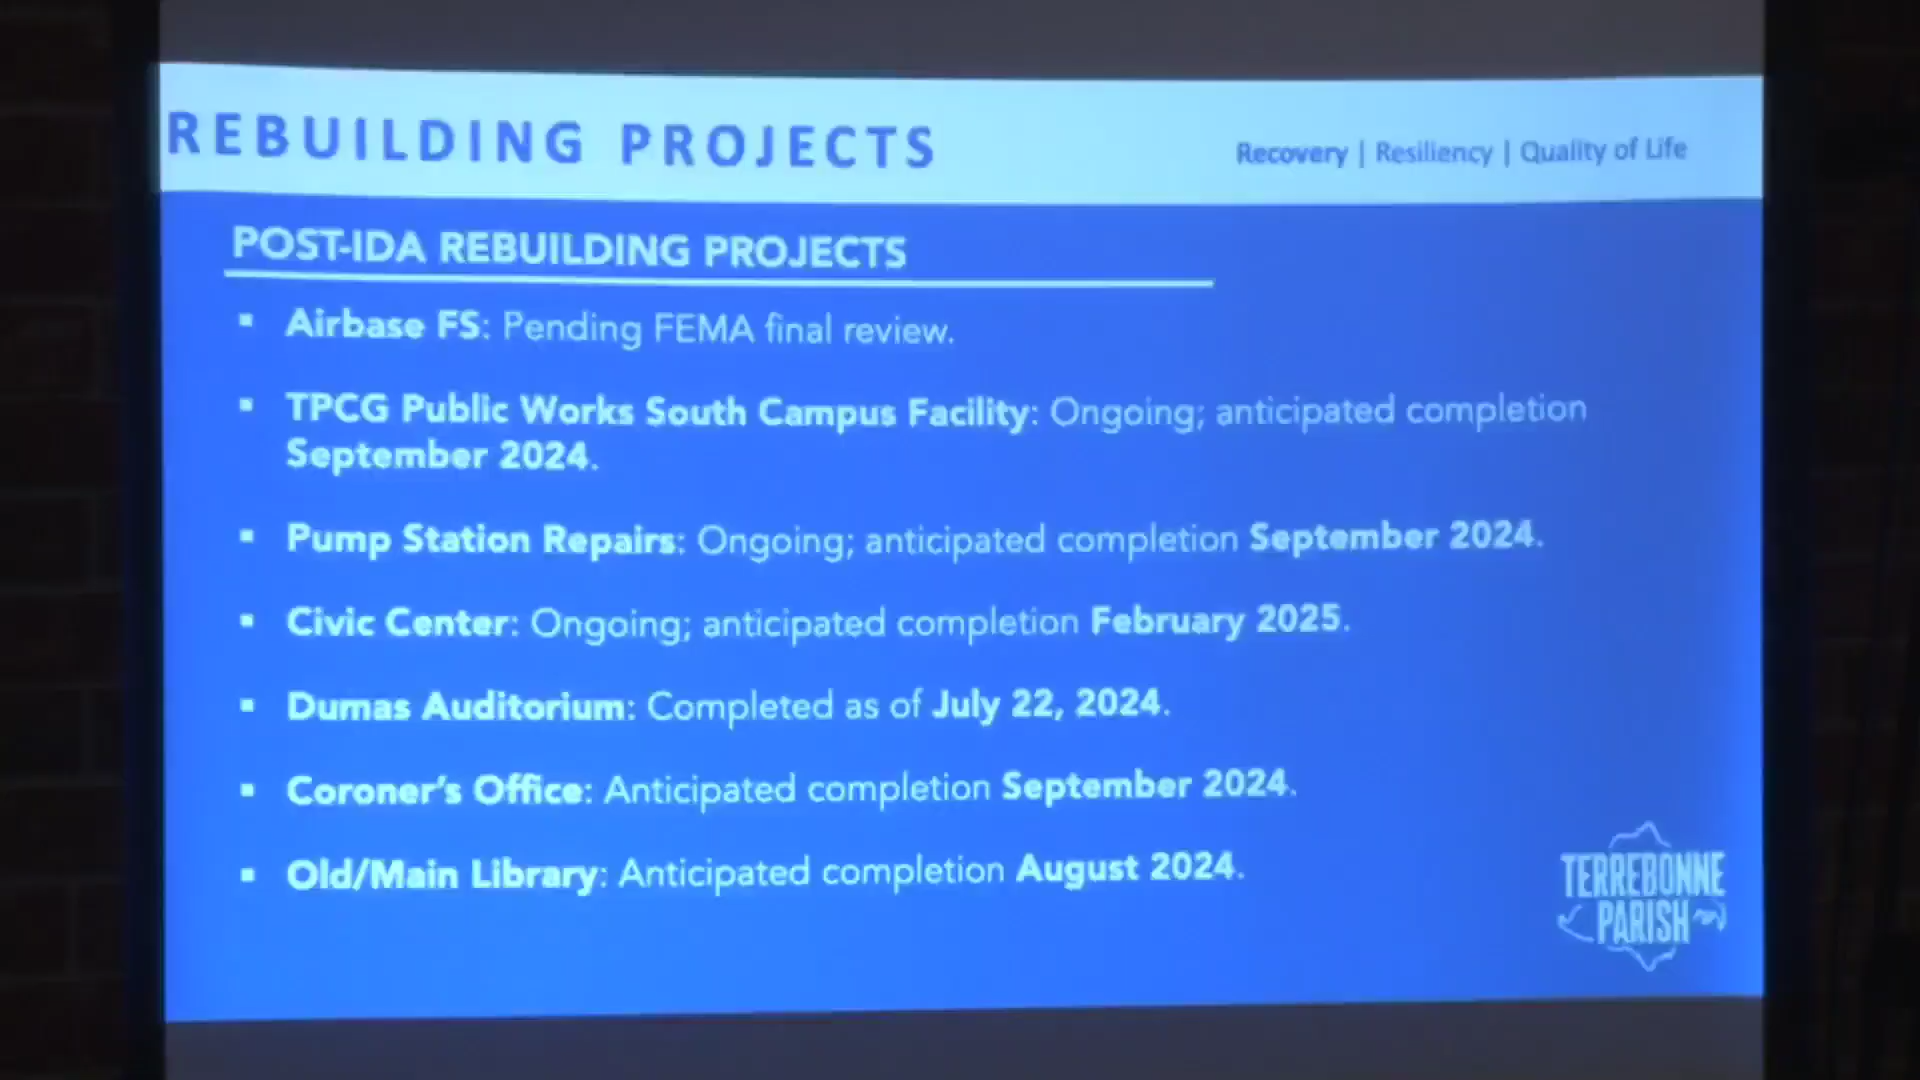 REBUILDING PROJECTS
Recovery | Resiliency | Quality of Life
POST-IDA REBUILDING PROJECTS
▪ Airbase FS: Pending FEMA final review.
▪ TPCG Public Works South Campus Facility: Ongoing; anticipated completion
September 2024.
▪ Pump Station Repairs: Ongoing; anticipated completion September 2024.
▪ Civic Center: Ongoing; anticipated completion February 2025.
▪ Dumas Auditorium: Completed as of July 22, 2024.
▪ Coroner’s Office: Anticipated completion September 2024.
▪ Old/Main Library: Anticipated completion August 2024.
TERREBONNE
PARISH